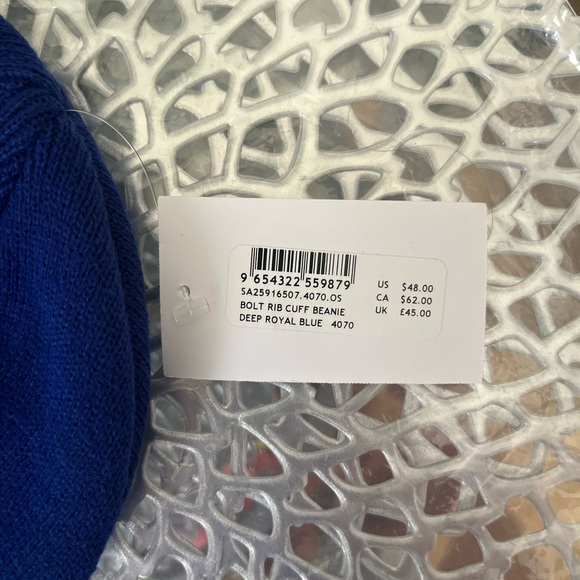 9 654322 559879
SA25916507.4070.OS
BOLT RIB CUFF BEANIE
DEEP ROYAL BLUE 4070
US $48.00
CA $62.00
UK £45.00